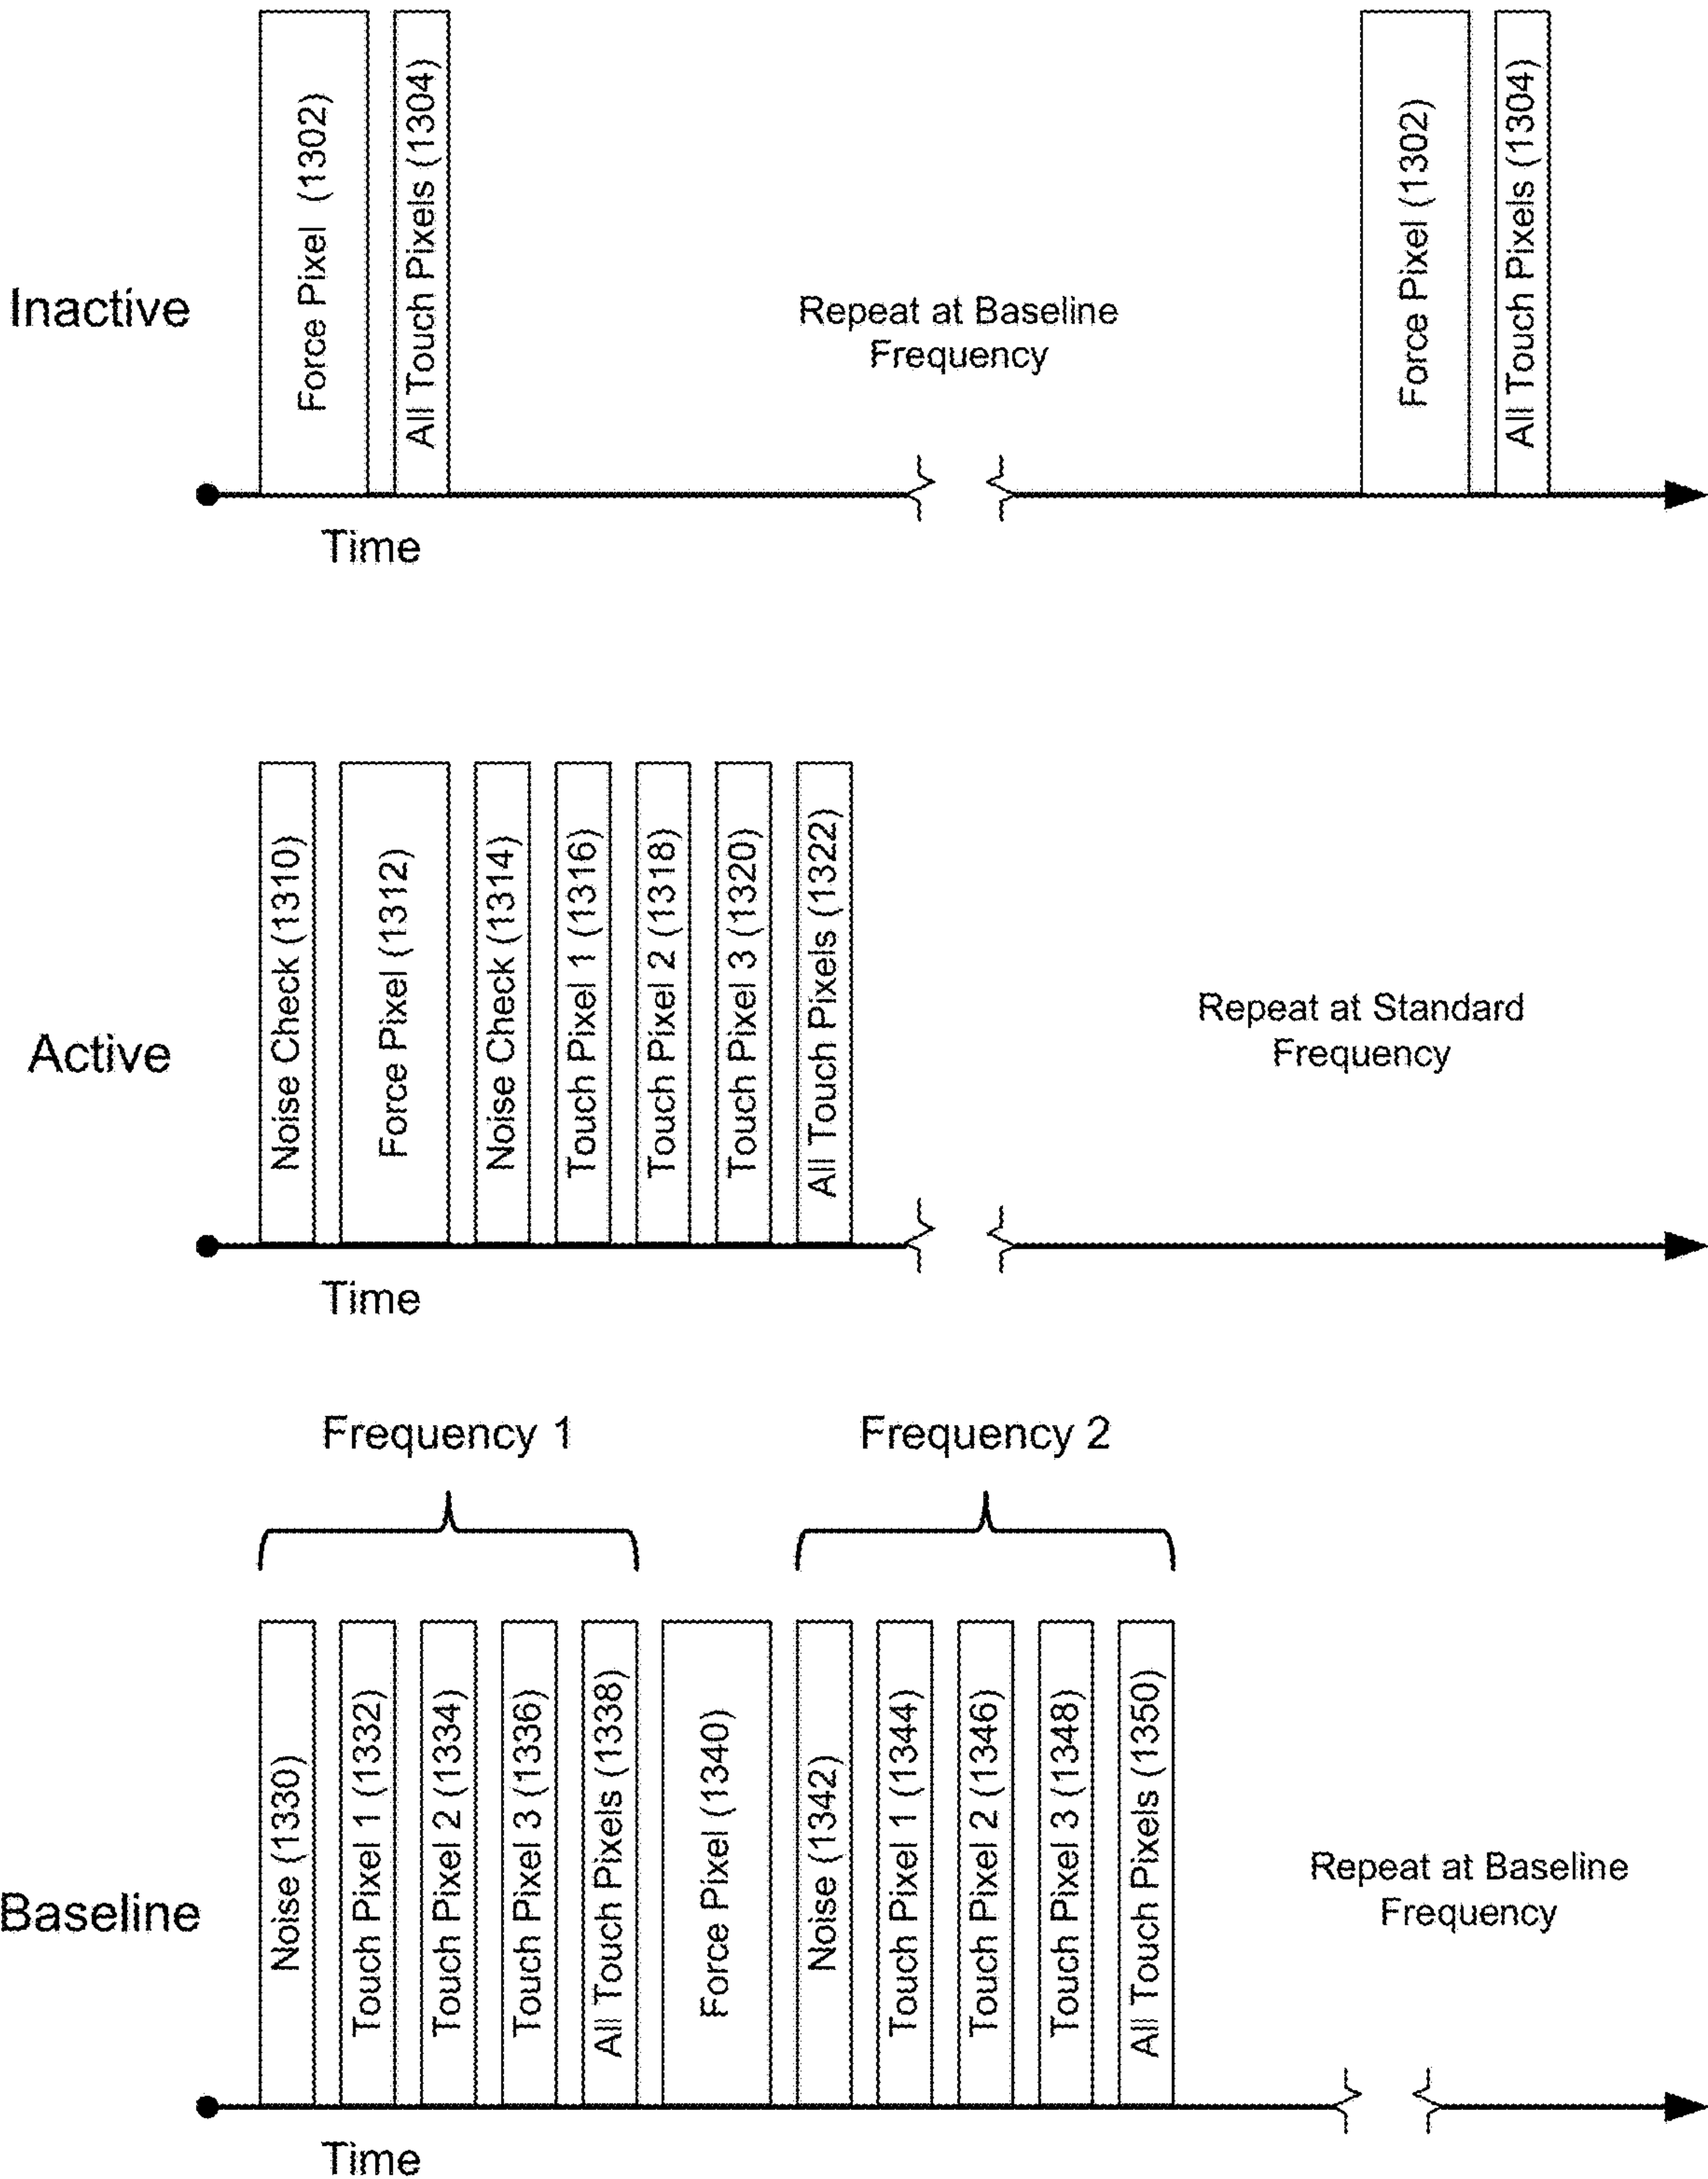 Inactive
Force Pixel (1302)
All Touch Pixels (1304)
Repeat at Baseline
Frequency
Force Pixel (1302)
All Touch Pixels (1304)
Time
Active
Noise Check (1310)
Force Pixel (1312)
Noise Check (1314)
Touch Pixel 1 (1316)
Touch Pixel 2 (1318)
Touch Pixel 3 (1320)
All Touch Pixels (1322)
Repeat at Standard
Frequency
Time
Frequency 1
Frequency 2
Baseline
Noise (1330)
Touch Pixel 1 (1332)
Touch Pixel 2 (1334)
Touch Pixel 3 (1336)
All Touch Pixels (1338)
Force Pixel (1340)
Noise (1342)
Touch Pixel 1 (1344)
Touch Pixel 2 (1346)
Touch Pixel 3 (1348)
All Touch Pixels (1350)
Repeat at Baseline
Frequency
Time